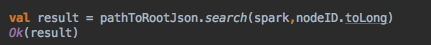 val result = pathToRootJson.search(spark,nodeID.toLong)
Ok(result)